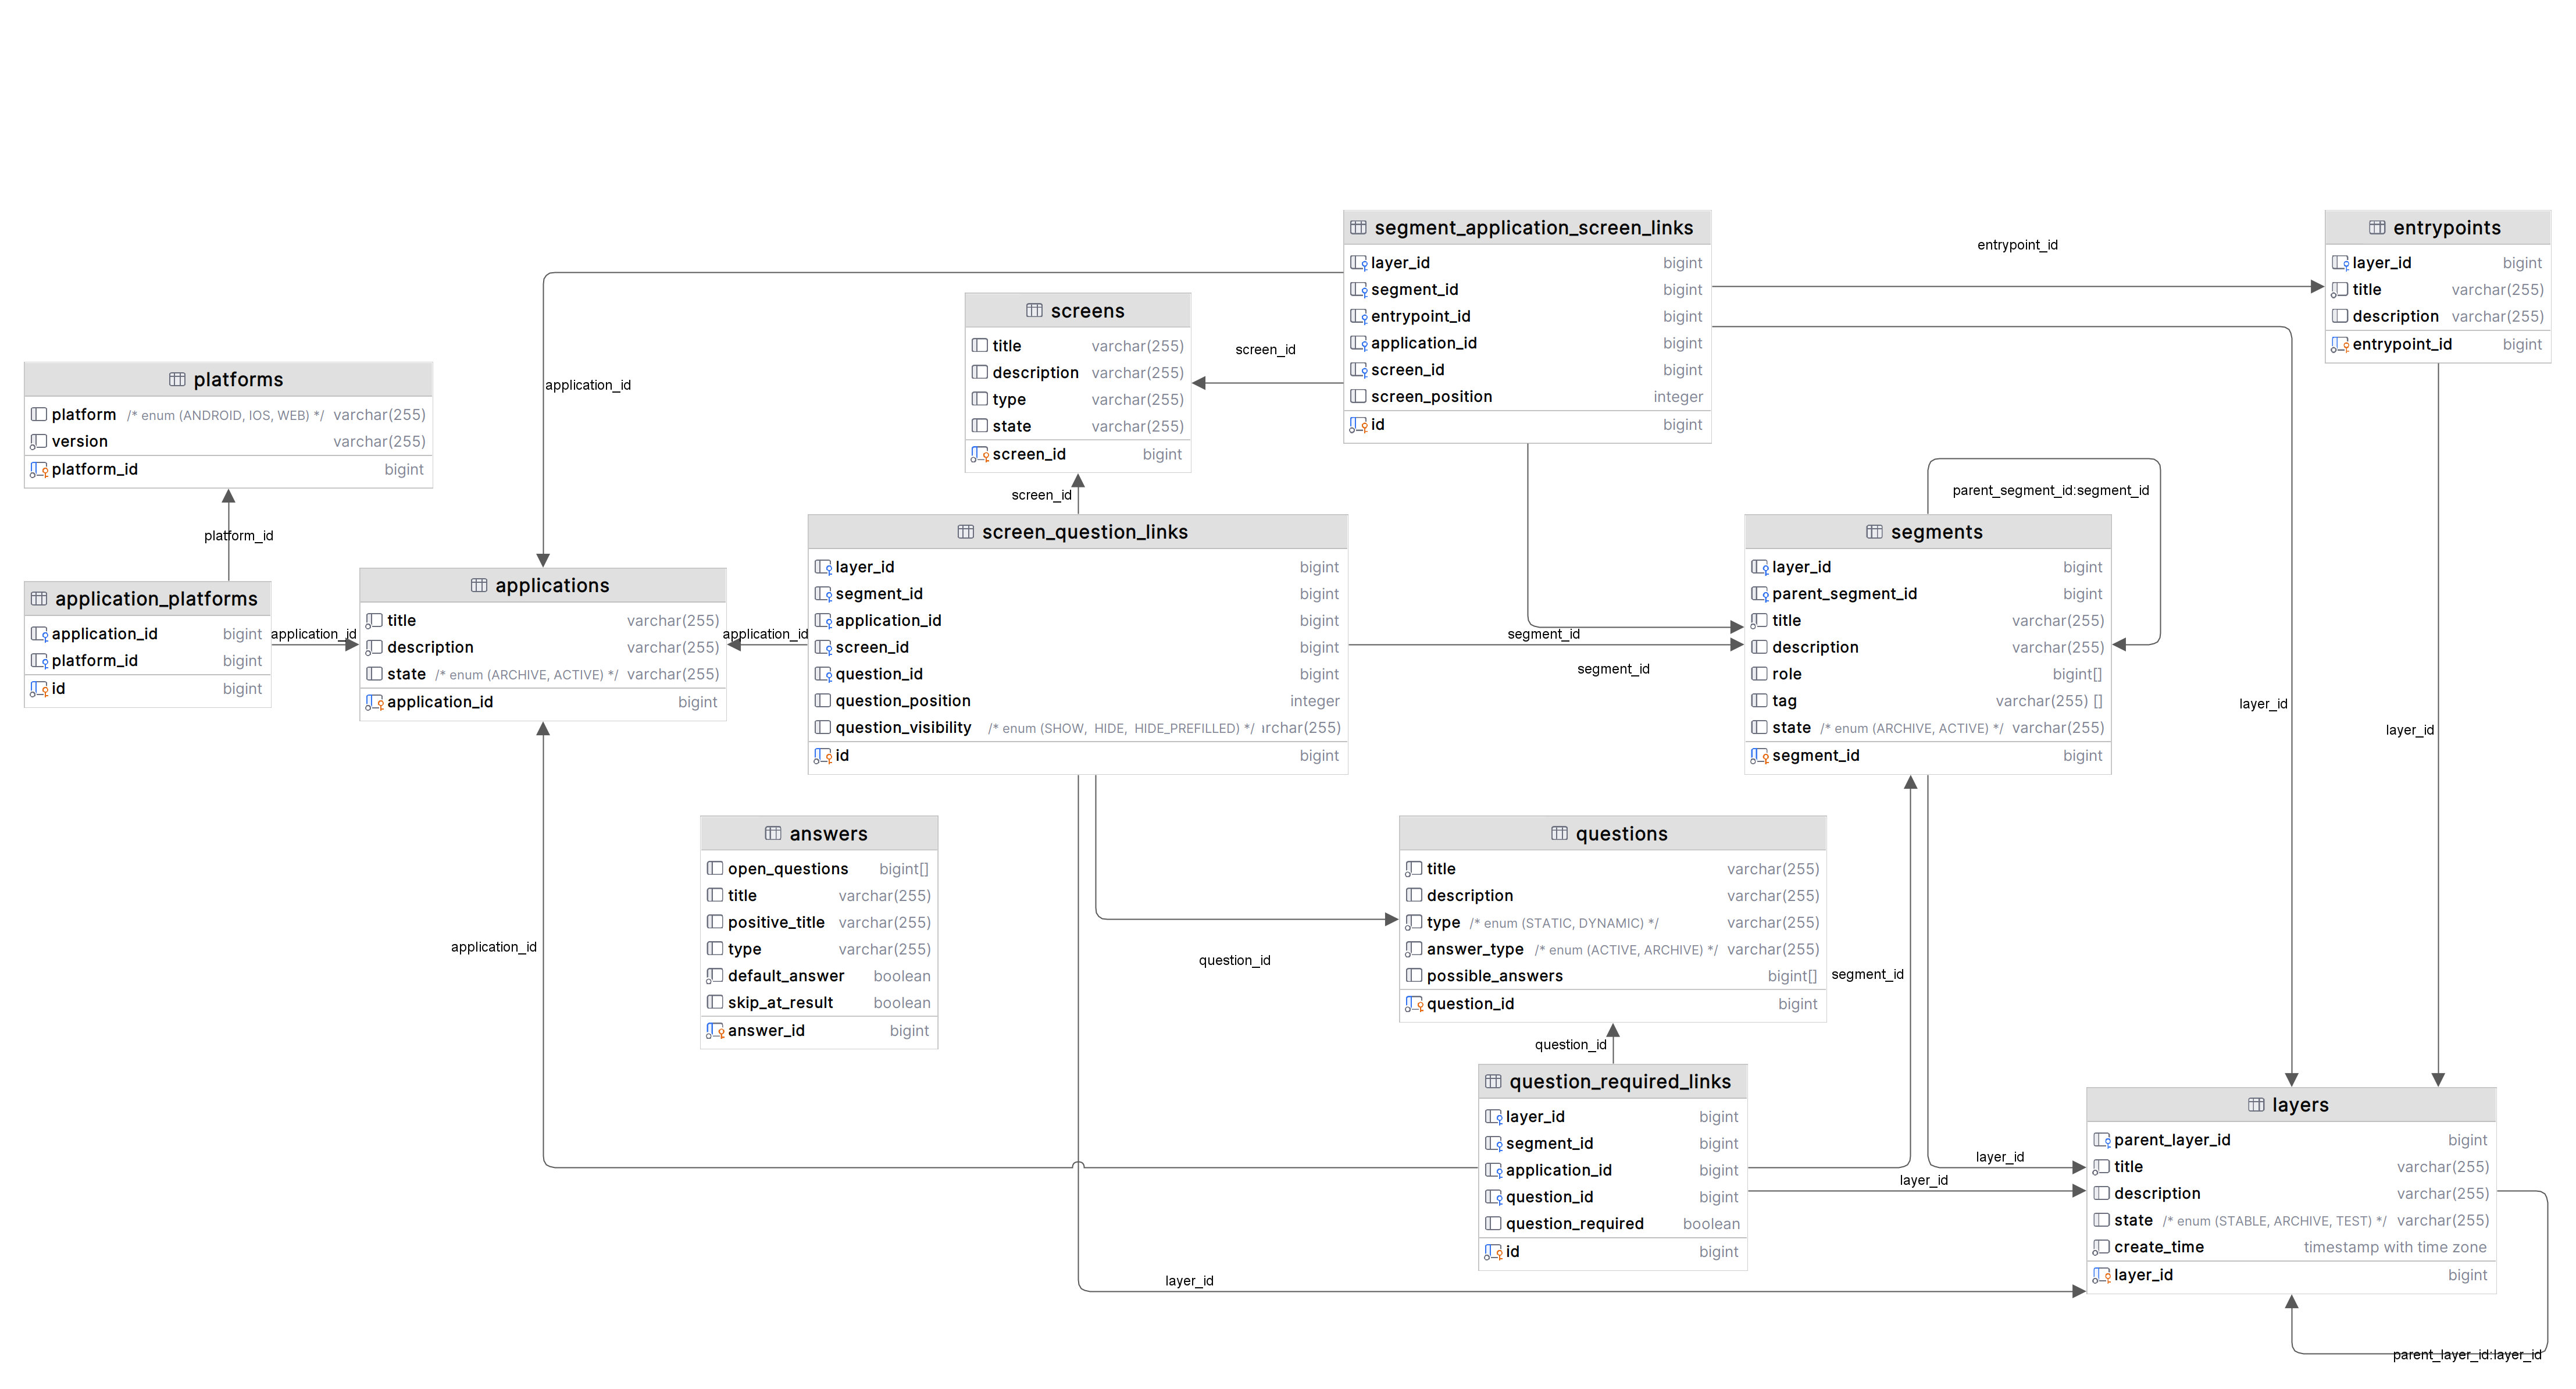 segment_application_screen_links
layer_id bigint
segment_id bigint
entrypoint_id bigint
application_id bigint
screen_id bigint
screen_position integer
id bigint
entrypoint_id
entrypoints
layer_id bigint
title varchar(255)
description varchar(255)
entrypoint_id bigint
screens
title varchar(255)
description varchar(255)
type varchar(255)
state varchar(255)
screen_id bigint
screen_id
application_id
platforms
platform /* enum (ANDROID, IOS, WEB) */ varchar(255)
version varchar(255)
platform_id bigint
platform_id
screen_id
parent_segment_id:segment_id
application_platforms
application_id bigint
platform_id bigint
id bigint
application_id
applications
title varchar(255)
description varchar(255)
state /* enum (ARCHIVE, ACTIVE) */ varchar(255)
application_id bigint
application_id
screen_question_links
layer_id bigint
segment_id bigint
application_id bigint
screen_id bigint
question_id bigint
question_position integer
question_visibility /* enum (SHOW, HIDE, HIDE_PREFILLED) */ ırchar(255)
id bigint
segment_id
segment_id
segments
layer_id bigint
parent_segment_id bigint
title varchar(255)
description varchar(255)
role bigint[]
tag varchar(255) []
state /* enum (ARCHIVE, ACTIVE) */ varchar(255)
segment_id bigint
layer_id
layer_id
answers
open_questions bigint[]
title varchar(255)
positive_title varchar(255)
type varchar(255)
default_answer boolean
skip_at_result boolean
answer_id bigint
application_id
question_id
questions
title varchar(255)
description varchar(255)
type /* enum (STATIC, DYNAMIC) */ varchar(255)
answer_type /* enum (ACTIVE, ARCHIVE) */ varchar(255)
possible_answers bigint[]
question_id bigint
segment_id
question_id
question_required_links
layer_id bigint
segment_id bigint
application_id bigint
question_id bigint
question_required boolean
id bigint
layer_id
layer_id
layer_id
layers
parent_layer_id bigint
title varchar(255)
description varchar(255)
state /* enum (STABLE, ARCHIVE, TEST) */ varchar(255)
create_time timestamp with time zone
layer_id bigint
parent_layer_id:layer_id